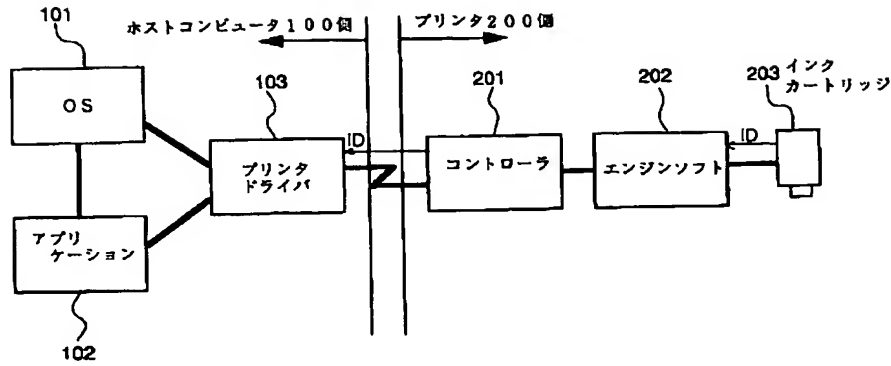 ホストコンピュータ100側
プリンタ200側
101
OS
103
ID
プリンタ
ドライバ
アプリ
ケーション
102
201
コントローラ
202
エンジンソフト
ID
203
インク
カートリッジ